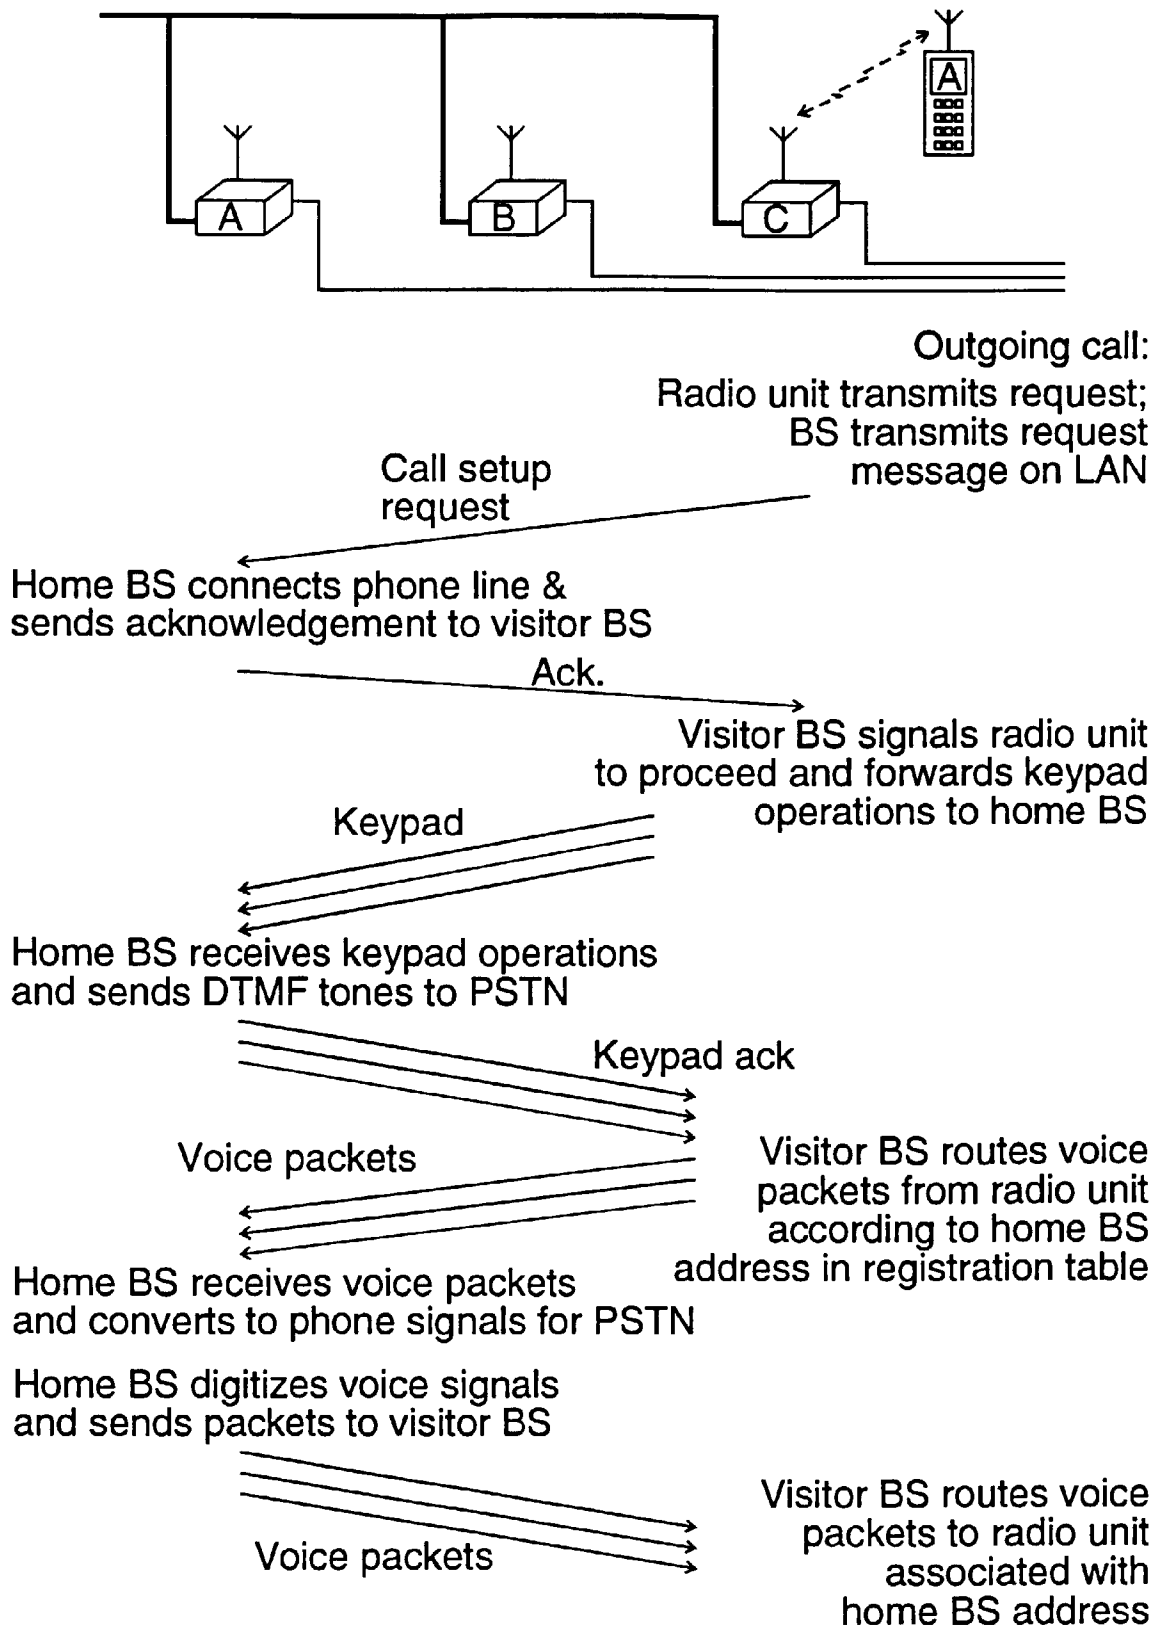 A
A
B
C
Outgoing call:
Radio unit transmits request;
BS transmits request
message on LAN
Call setup
request
Home BS connects phone line &
sends acknowledgement to visitor BS
Ack.
Visitor BS signals radio unit
to proceed and forwards keypad
operations to home BS
Keypad
Home BS receives keypad operations
and sends DTMF tones to PSTN
Keypad ack
Voice packets
Visitor BS routes voice
packets from radio unit
according to home BS
address in registration table
Home BS receives voice packets
and converts to phone signals for PSTN
Home BS digitizes voice signals
and sends packets to visitor BS
Voice packets
Visitor BS routes voice
packets to radio unit
associated with
home BS address